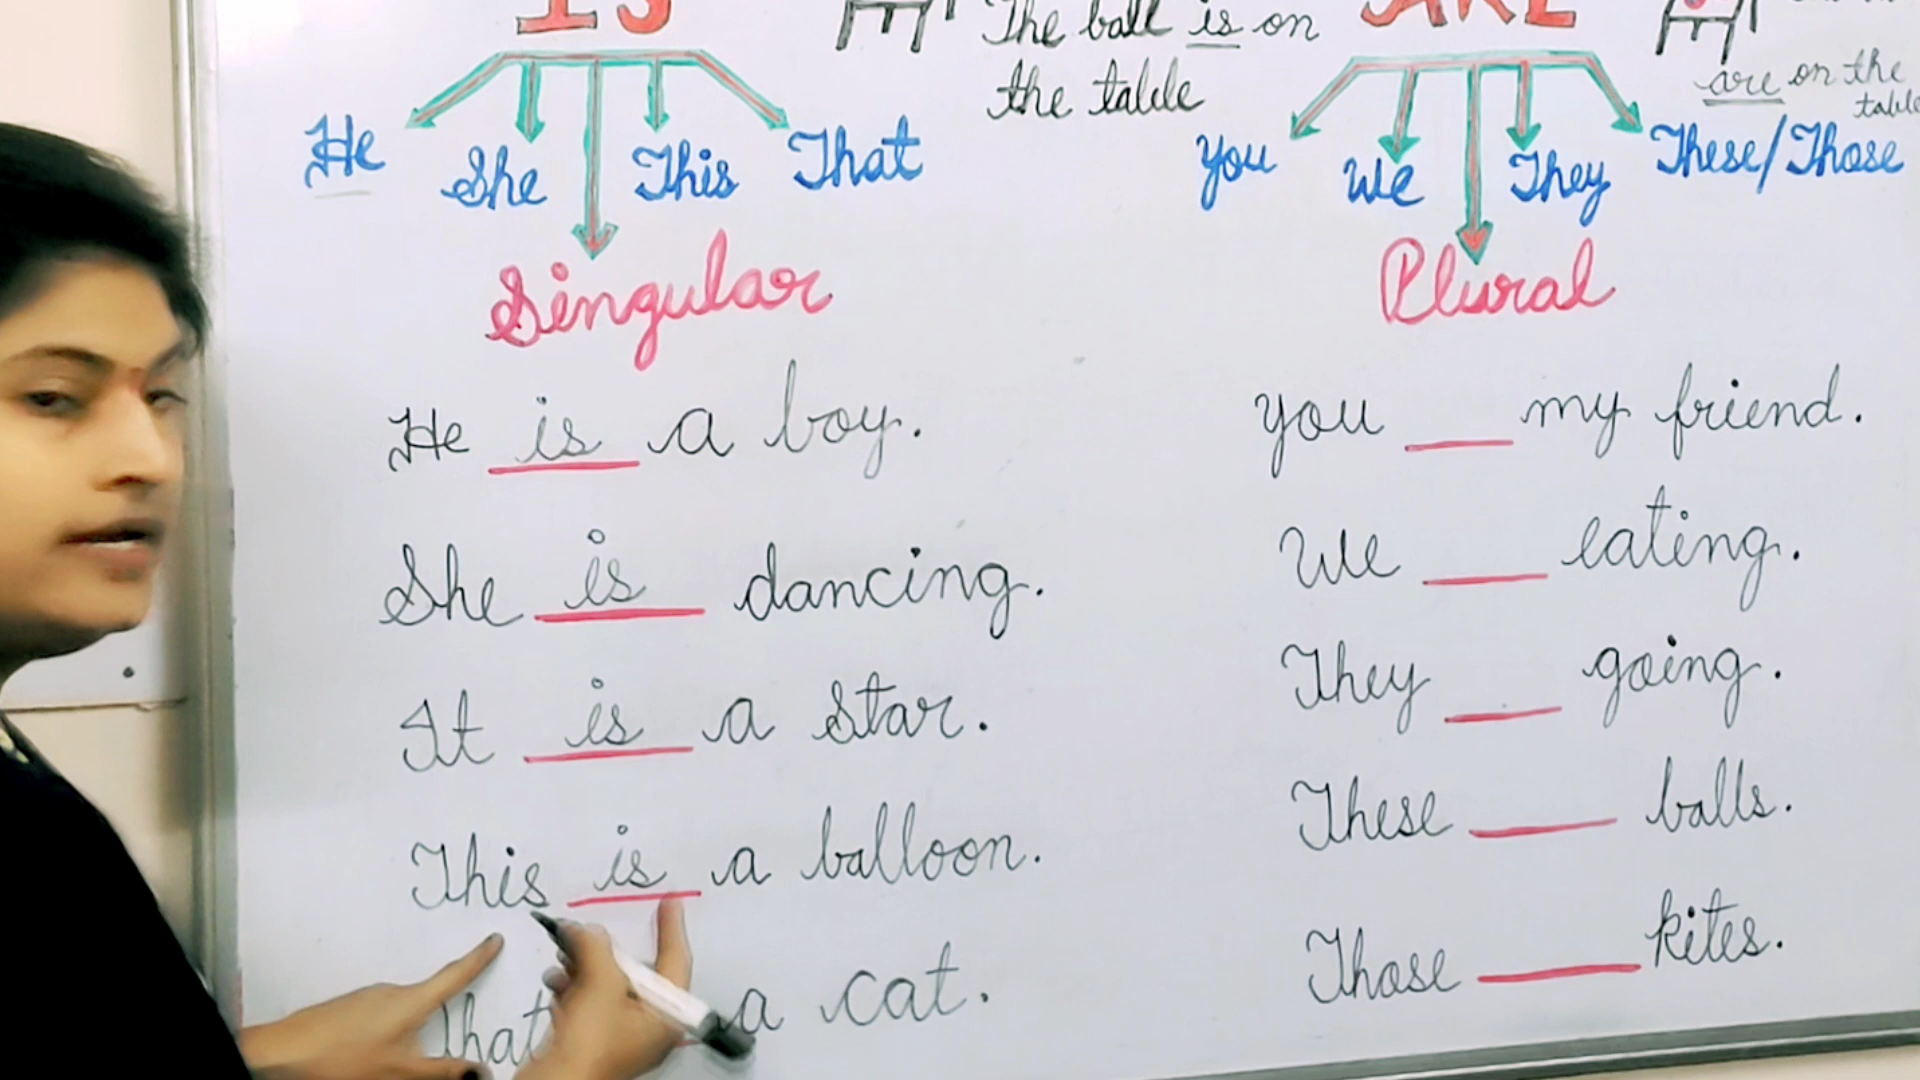 IS
The ball is on
the table
ARE
are on the
table
He She This That
Singular
You We They These/Those
Plural
He is a boy.
She is dancing.
It is a star.
This is a balloon.
That a cat.
You ___ my friend.
We ___ eating.
They ___ going.
These ___ balls.
Those ___ kites.